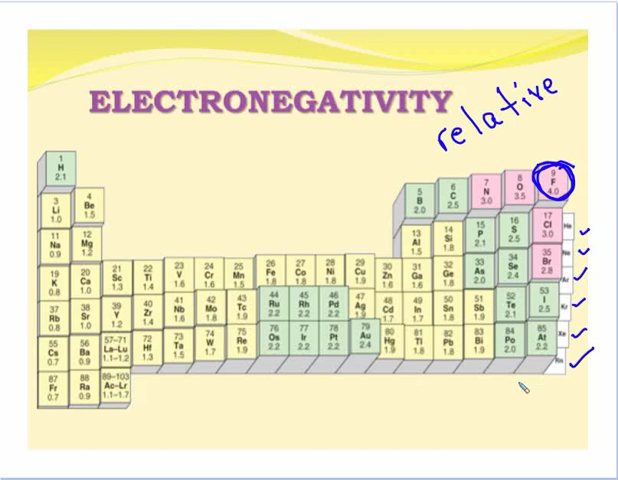 ELECTRONEGATIVITY
relative
1 H 2.1
3 Li 1.0
4 Be 1.5
5 B 2.0
6 C 2.5
7 N 3.0
8 O 3.5
9 F 4.0
He
11 Na 0.9
12 Mg 1.2
13 Al 1.5
14 Si 1.8
15 P 2.1
16 S 2.5
17 Cl 3.0
Ne
19 K 0.8
20 Ca 1.0
21 Sc 1.3
22 Ti 1.4
23 V 1.6
24 Cr 1.6
25 Mn 1.5
26 Fe 1.8
27 Co 1.8
28 Ni 1.8
29 Cu 1.9
30 Zn 1.6
31 Ga 1.6
32 Ge 1.8
33 As 2.0
34 Se 2.4
35 Br 2.8
Ar
37 Rb 0.8
38 Sr 1.0
39 Y 1.2
40 Zr 1.4
41 Nb 1.6
42 Mo 1.8
43 Tc 1.9
44 Ru 2.2
45 Rh 2.2
46 Pd 2.2
47 Ag 1.9
48 Cd 1.7
49 In 1.7
50 Sn 1.8
51 Sb 1.9
52 Te 2.1
53 I 2.5
Kr
55 Cs 0.7
56 Ba 0.9
57–71 La–Lu 1.1–1.2
72 Hf 1.3
73 Ta 1.5
74 W 1.7
75 Re 1.9
76 Os 2.2
77 Ir 2.2
78 Pt 2.2
79 Au 2.4
80 Hg 1.9
81 Tl 1.8
82 Pb 1.8
83 Bi 1.9
84 Po 2.0
85 At 2.2
Xe
87 Fr 0.7
88 Ra 0.9
89–103 Ac–Lr 1.1–1.7
Rn